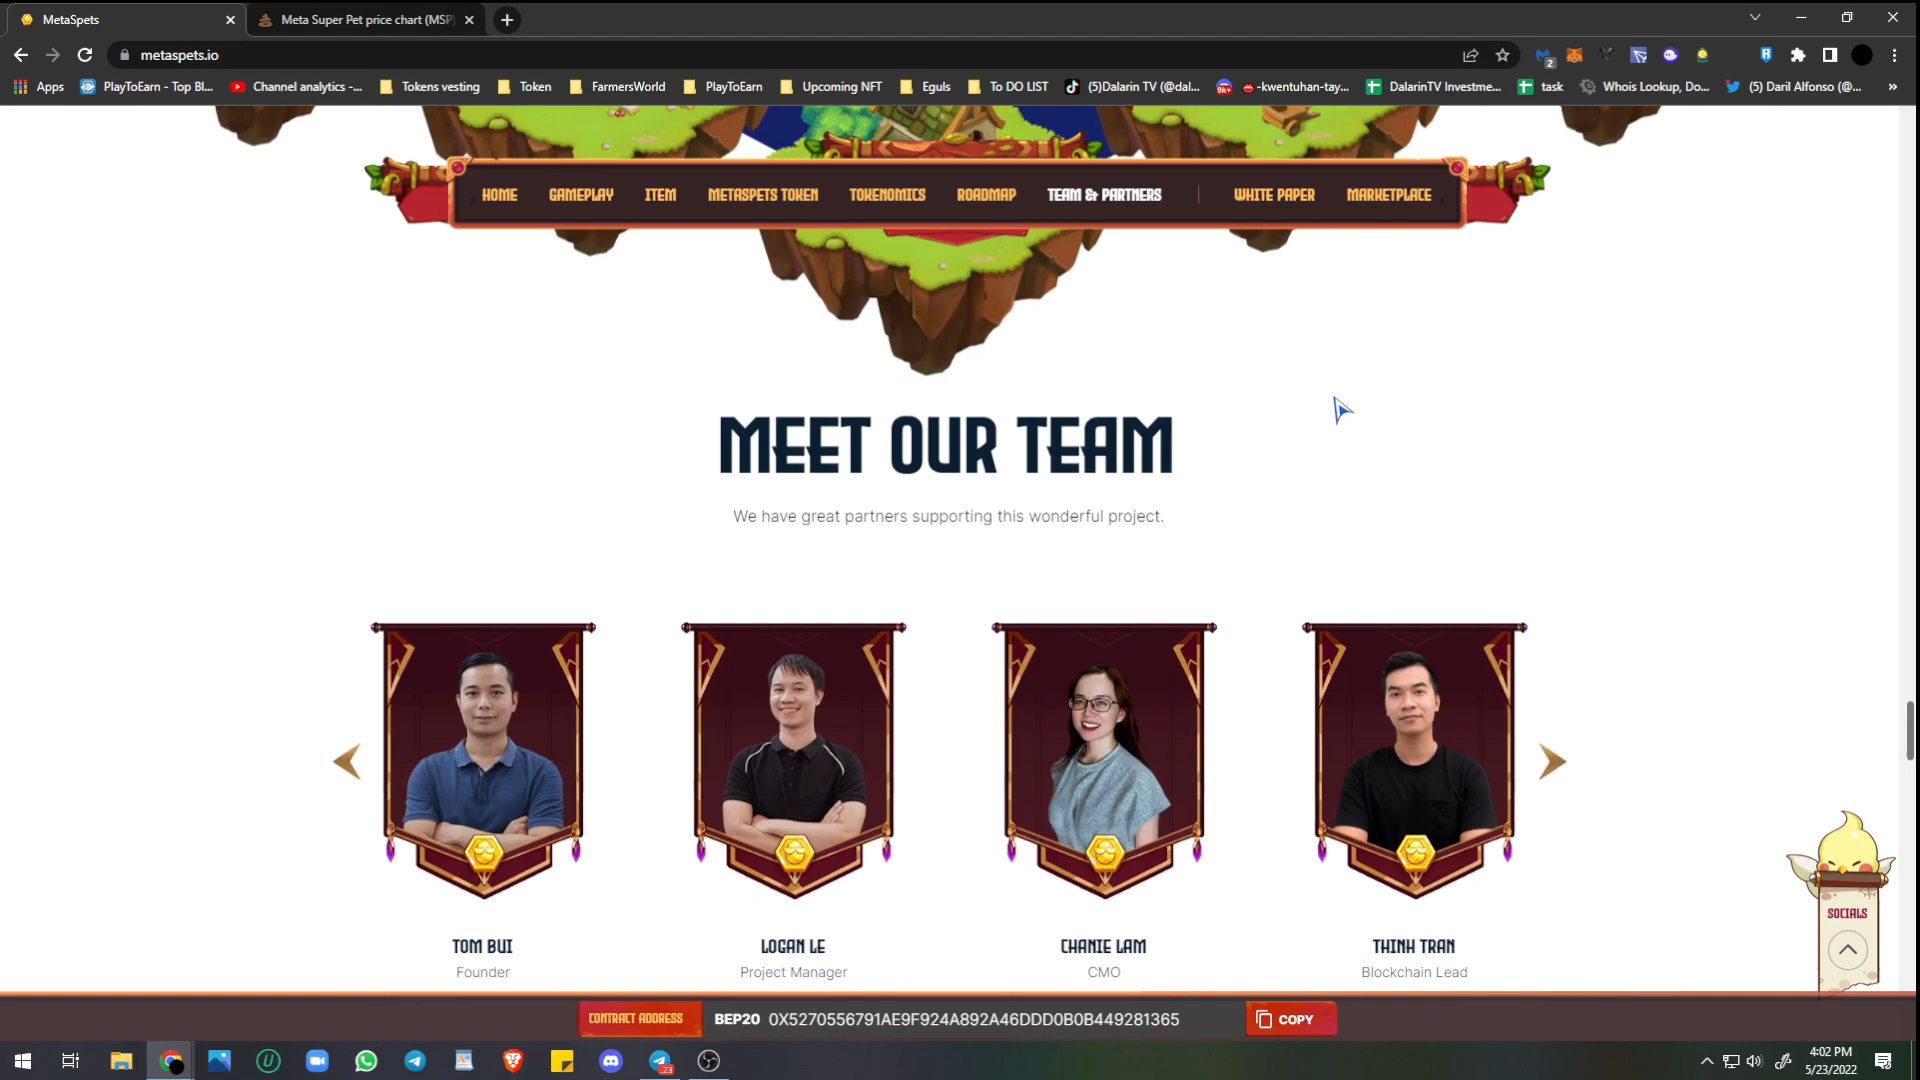 MetaSpets
Meta Super Pet price chart (MSP)
metaspets.io
2
Apps
PlayToEarn - Top Bl...
Channel analytics -...
Tokens vesting
Token
FarmersWorld
PlayToEarn
Upcoming NFT
Eguls
To DO LIST
(5)Dalarin TV (@dal...
9k+
-kwentuhan-tay...
DalarinTV Investme...
task
Whois Lookup, Do...
(5) Daril Alfonso (@...
»
HOME GAMEPLAY ITEM METASPETS TOKEN TOKENOMICS ROADMAP TEAM & PARTNERS WHITE PAPER MARKETPLACE
MEET OUR TEAM
We have great partners supporting this wonderful project.
TOM BUI
Founder
LOGAN LE
Project Manager
CHANIE LAM
CMO
THINH TRAN
Blockchain Lead
SOCIALS
CONTRACT ADDRESS BEP20 0X5270556791AE9F924A892A46DDD0B0B449281365 COPY
23
4:02 PM
5/23/2022